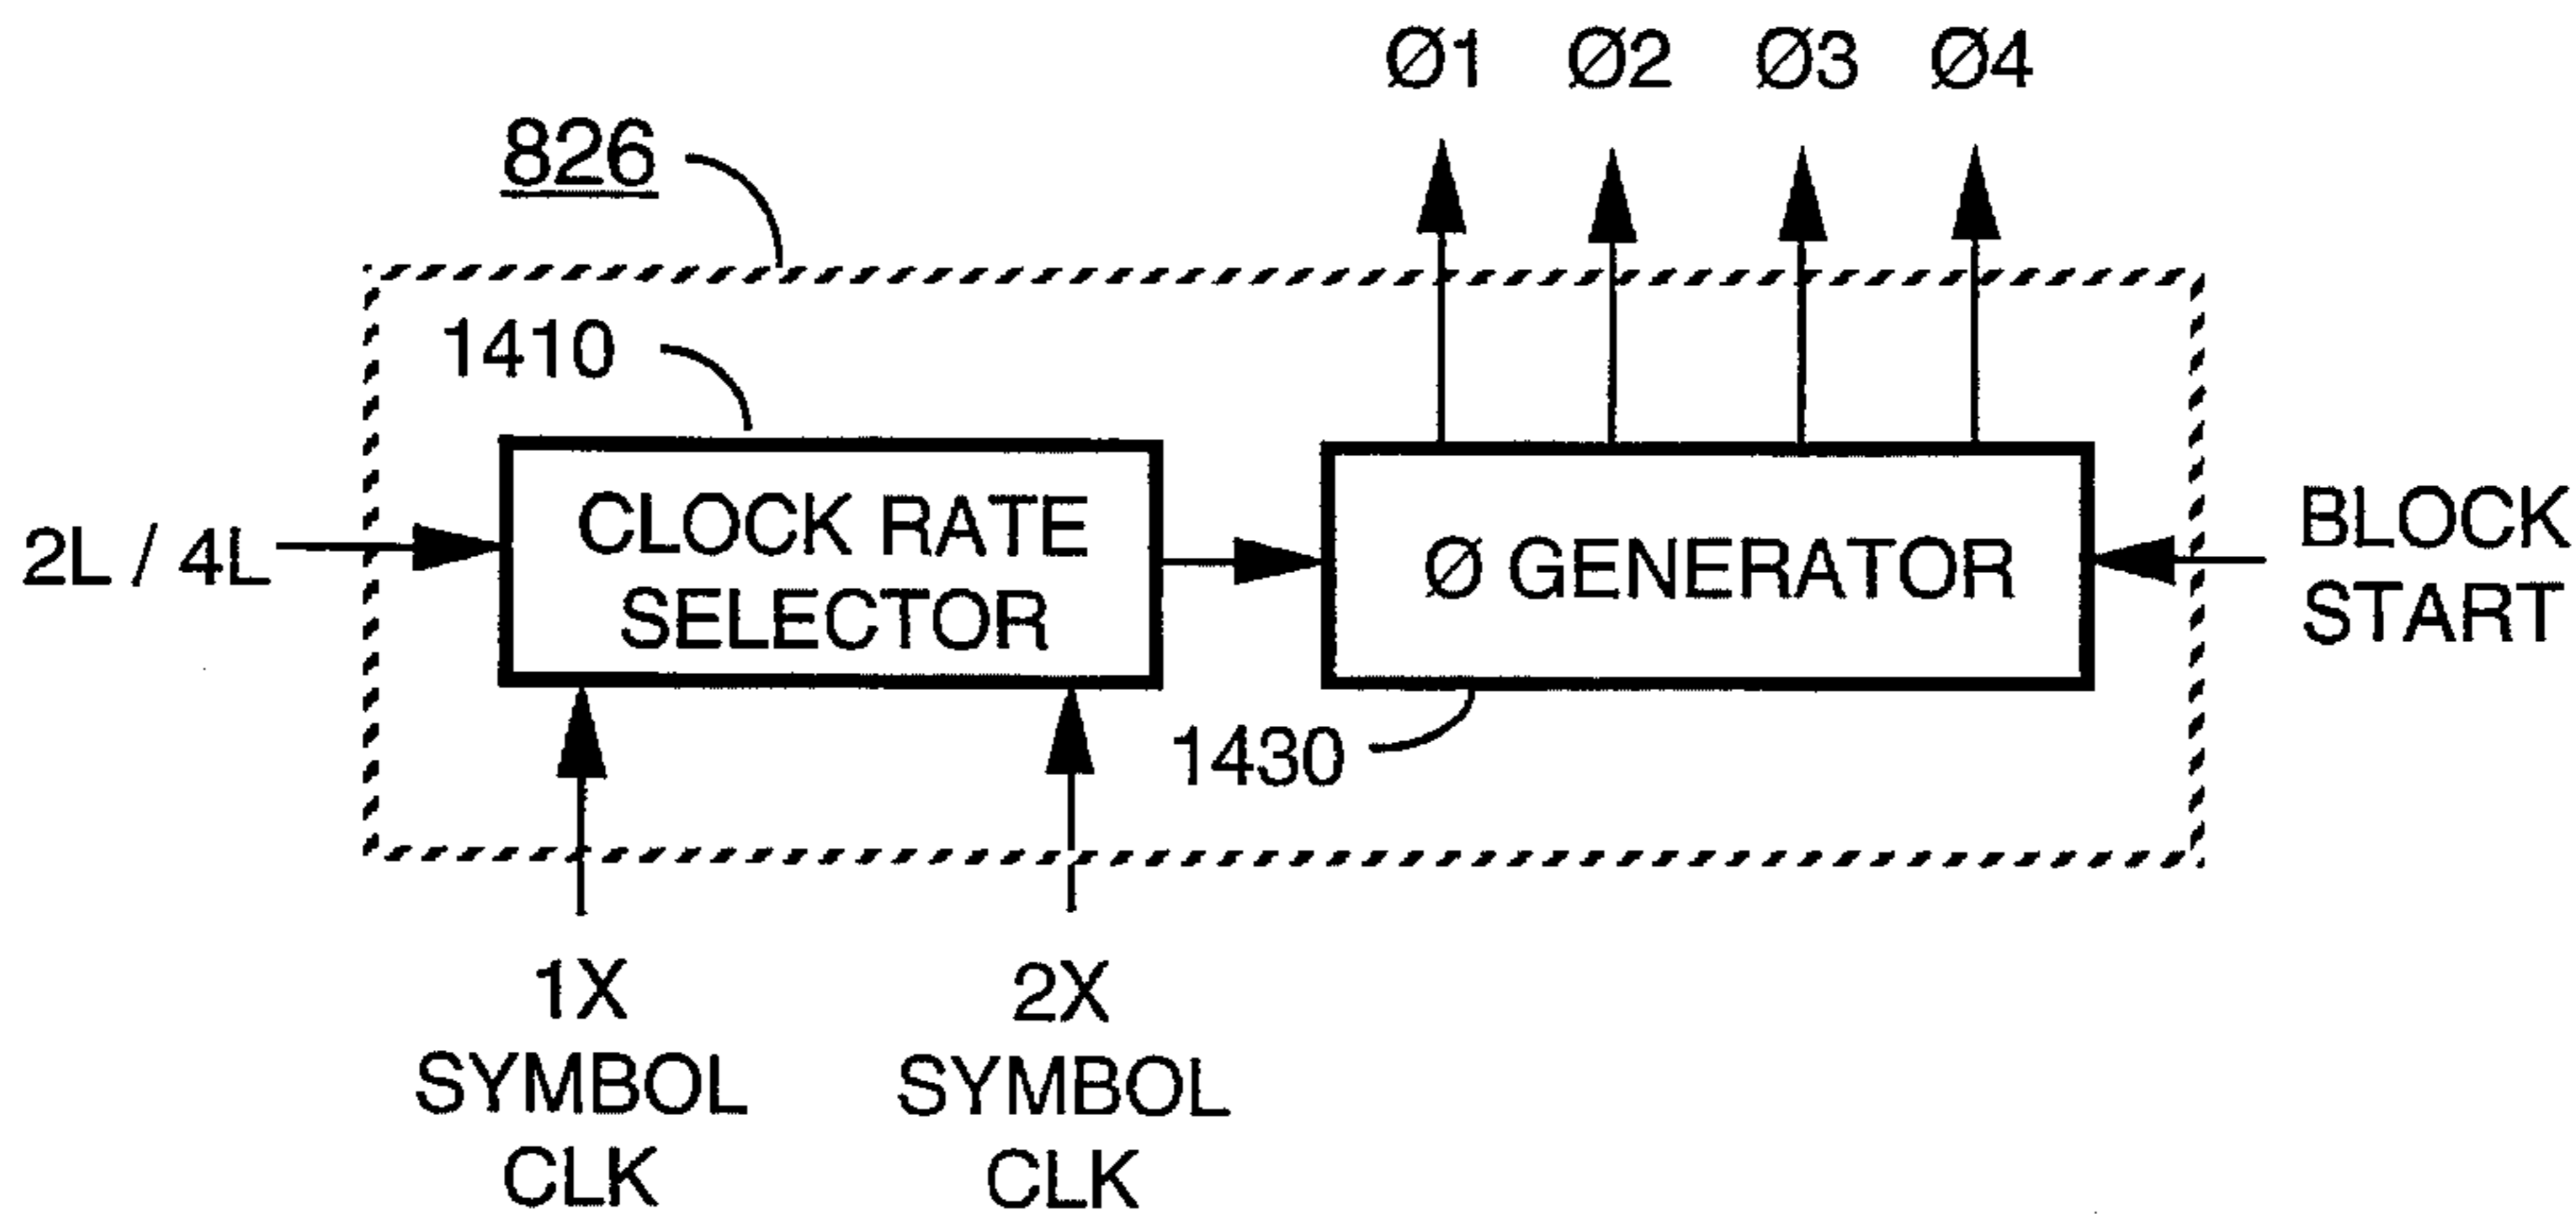 Ø1 Ø2 Ø3 Ø4
826
1410
2L / 4L
CLOCK RATE
SELECTOR
Ø GENERATOR
BLOCK
START
1430
1X
SYMBOL
CLK
2X
SYMBOL
CLK